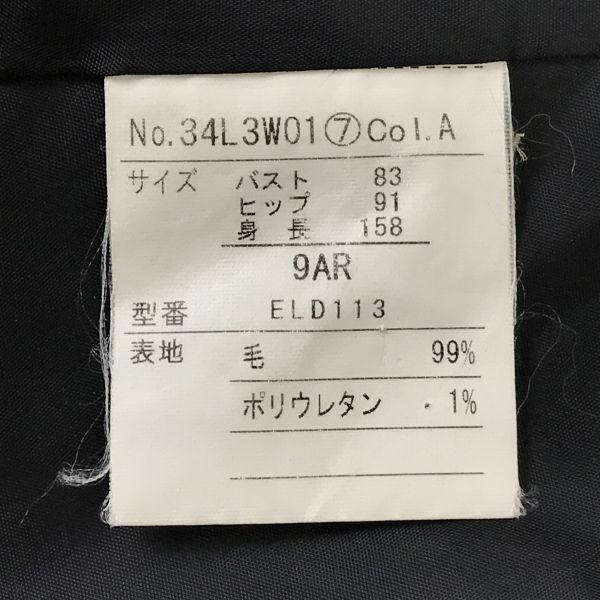 No.34L3W01⑦Col.A
サイズ バスト 83
ヒップ 91
身長 158
9AR
型番 ELD113
表地 毛 99%
ポリウレタン 1%